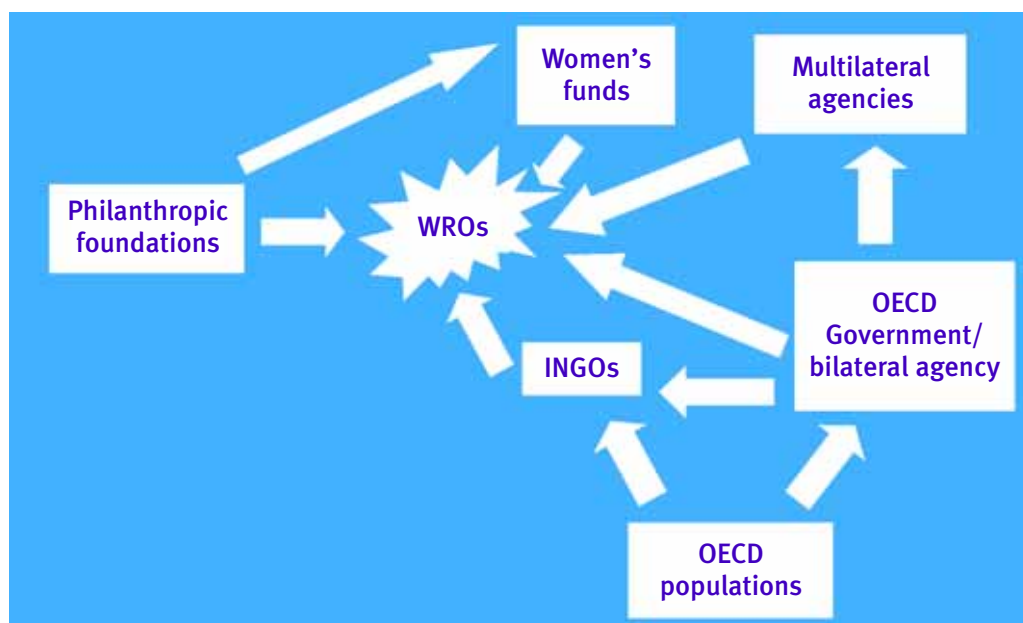 Women’s
funds
Multilateral
agencies
Philanthropic
foundations
WROs
OECD
Government/
bilateral agency
INGOs
OECD
populations